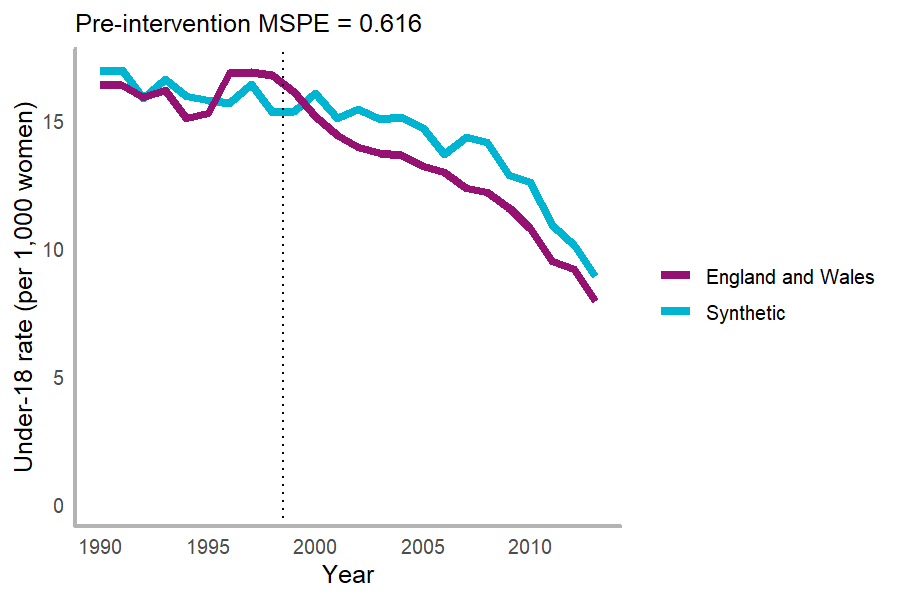 Pre-intervention MSPE = 0.616
Under-18 rate (per 1,000 women)
15
10
5
0
1990 1995 2000 2005 2010
Year
England and Wales
Synthetic